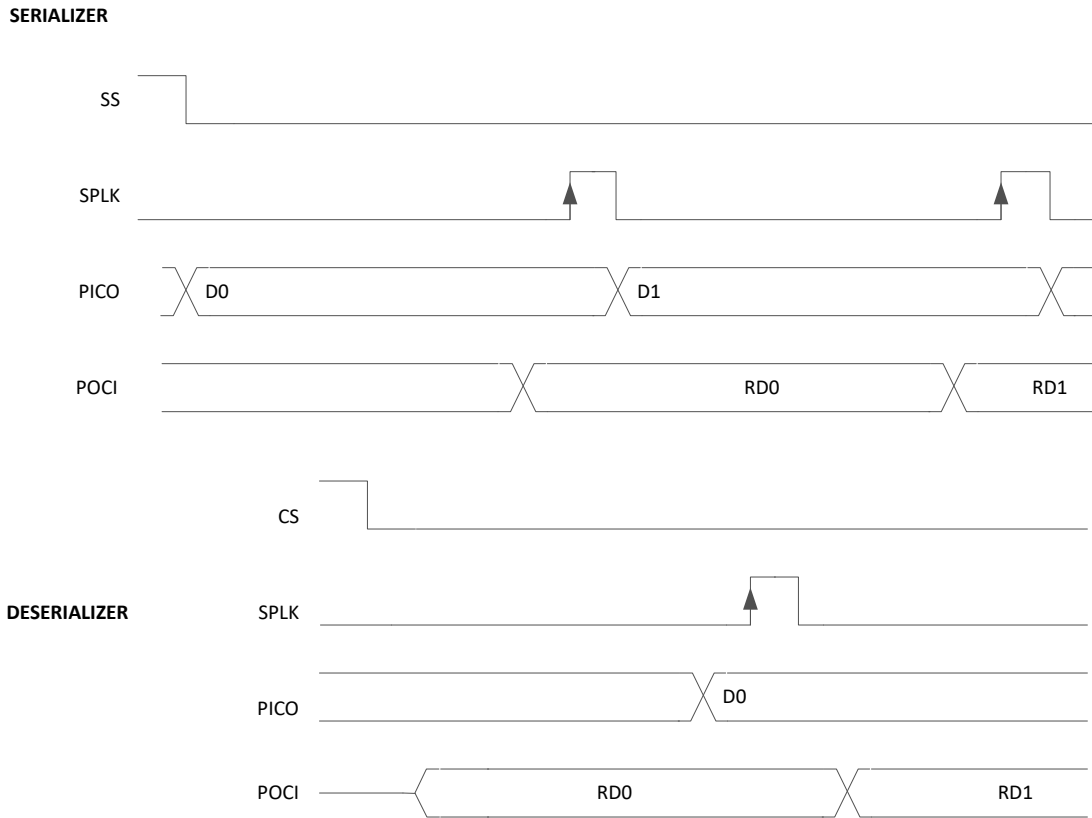 SERIALIZER
SS
SPLK
PICO
D0 D1
POCI
RD0 RD1
CS
DESERIALIZER
SPLK
PICO
D0
POCI
RD0 RD1